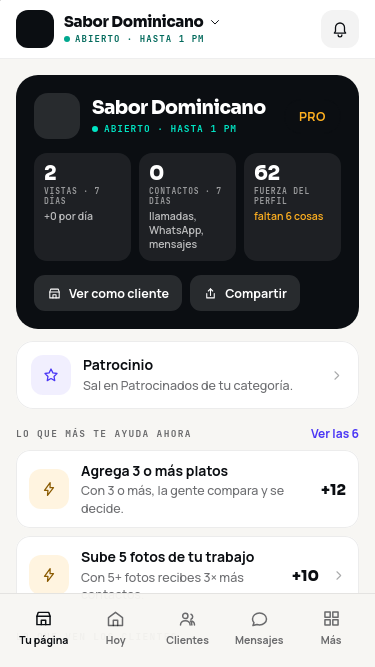 Sabor Dominicano
ABIERTO · HASTA 1 PM
Sabor Dominicano
ABIERTO · HASTA 1 PM
PRO
2
VISTAS · 7
DÍAS
+0 por día
0
CONTACTOS · 7
DÍAS
llamadas,
WhatsApp,
mensajes
62
FUERZA DEL
PERFIL
faltan 6 cosas
Ver como cliente
Compartir
Patrocinio
Sal en Patrocinados de tu categoría.
LO QUE MÁS TE AYUDA AHORA
Ver las 6
Agrega 3 o más platos
Con 3 o más, la gente compara y se
decide.
+12
Sube 5 fotos de tu trabajo
Con 5+ fotos recibes 3× más
+10
Tu página
Hoy
Clientes
Mensajes
Más